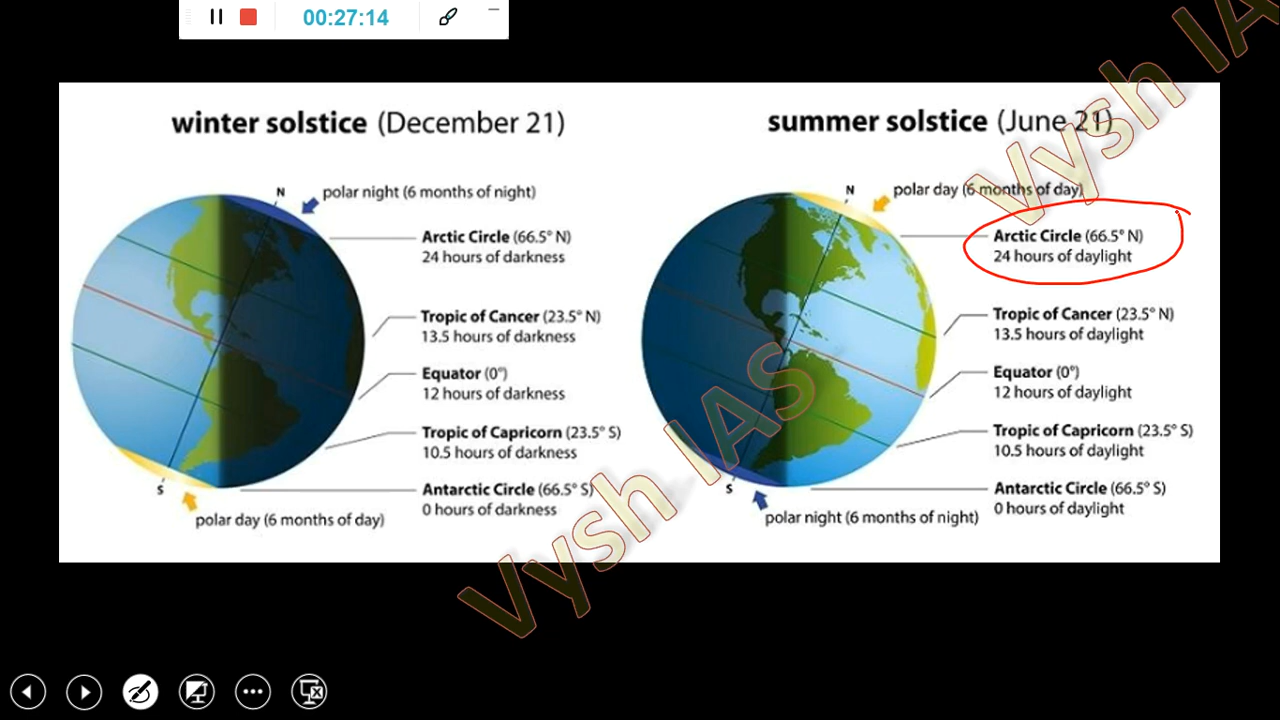 00:27:14
winter solstice (December 21)
N
polar night (6 months of night)
Arctic Circle (66.5° N)
24 hours of darkness
Tropic of Cancer (23.5° N)
13.5 hours of darkness
Equator (0°)
12 hours of darkness
Tropic of Capricorn (23.5° S)
10.5 hours of darkness
Antarctic Circle (66.5° S)
0 hours of darkness
S
polar day (6 months of day)
summer solstice (June 21)
N
polar day (6 months of day)
Arctic Circle (66.5° N)
24 hours of daylight
Tropic of Cancer (23.5° N)
13.5 hours of daylight
Equator (0°)
12 hours of daylight
Tropic of Capricorn (23.5° S)
10.5 hours of daylight
Antarctic Circle (66.5° S)
0 hours of daylight
S
polar night (6 months of night)
Vysh IAS
Vysh IA